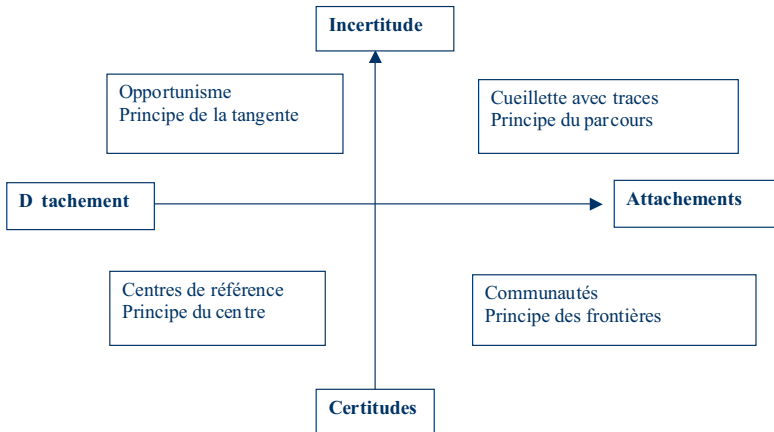 Incertitude
Opportunisme
Principe de la tangente
Cueillette avec traces
Principe du parcours
D tachement
Attachements
Centres de référence
Principe du centre
Communautés
Principe des frontières
Certitudes